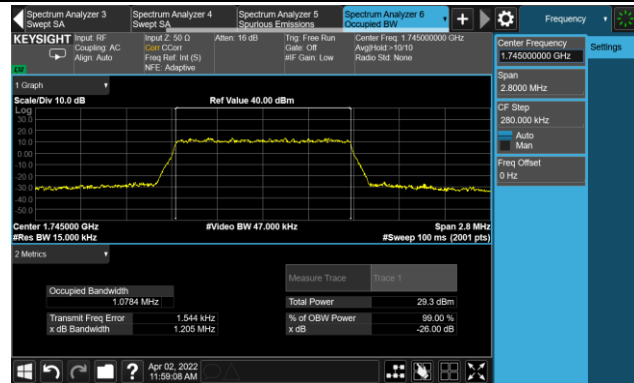 Spectrum Analyzer 3
Swept SA
Spectrum Analyzer 4
Swept SA
Spectrum Analyzer 5
Spurious Emissions
Spectrum Analyzer 6
Occupied BW
Frequency
KEYSIGHT
Input: RF
Coupling: AC
Align: Auto
Input Z: 50 Ω
Corr CCorr
Freq Ref: Int (S)
NFE: Adaptive
Atten: 16 dB
Trig: Free Run
Gate: Off
#IF Gain: Low
Center Freq: 1.745000000 GHz
Avg|Hold:>10/10
Radio Std: None
Center Frequency
1.745000000 GHz
Settings
Span
2.8000 MHz
CF Step
280.000 kHz
Auto
Man
Freq Offset
0 Hz
1 Graph
Scale/Div 10.0 dB
Ref Value 40.00 dBm
Log
30.0
20.0
10.0
0.00
-10.0
-20.0
-30.0
-40.0
-50.0
Center 1.745000 GHz
#Video BW 47.000 kHz
Span 2.8 MHz
#Res BW 15.000 kHz
#Sweep 100 ms (2001 pts)
2 Metrics
Measure Trace
Trace 1
Occupied Bandwidth
1.0784 MHz
Total Power
29.3 dBm
Transmit Freq Error
1.544 kHz
% of OBW Power
99.00 %
x dB Bandwidth
1.205 MHz
x dB
-26.00 dB
Apr 02, 2022
11:59:08 AM